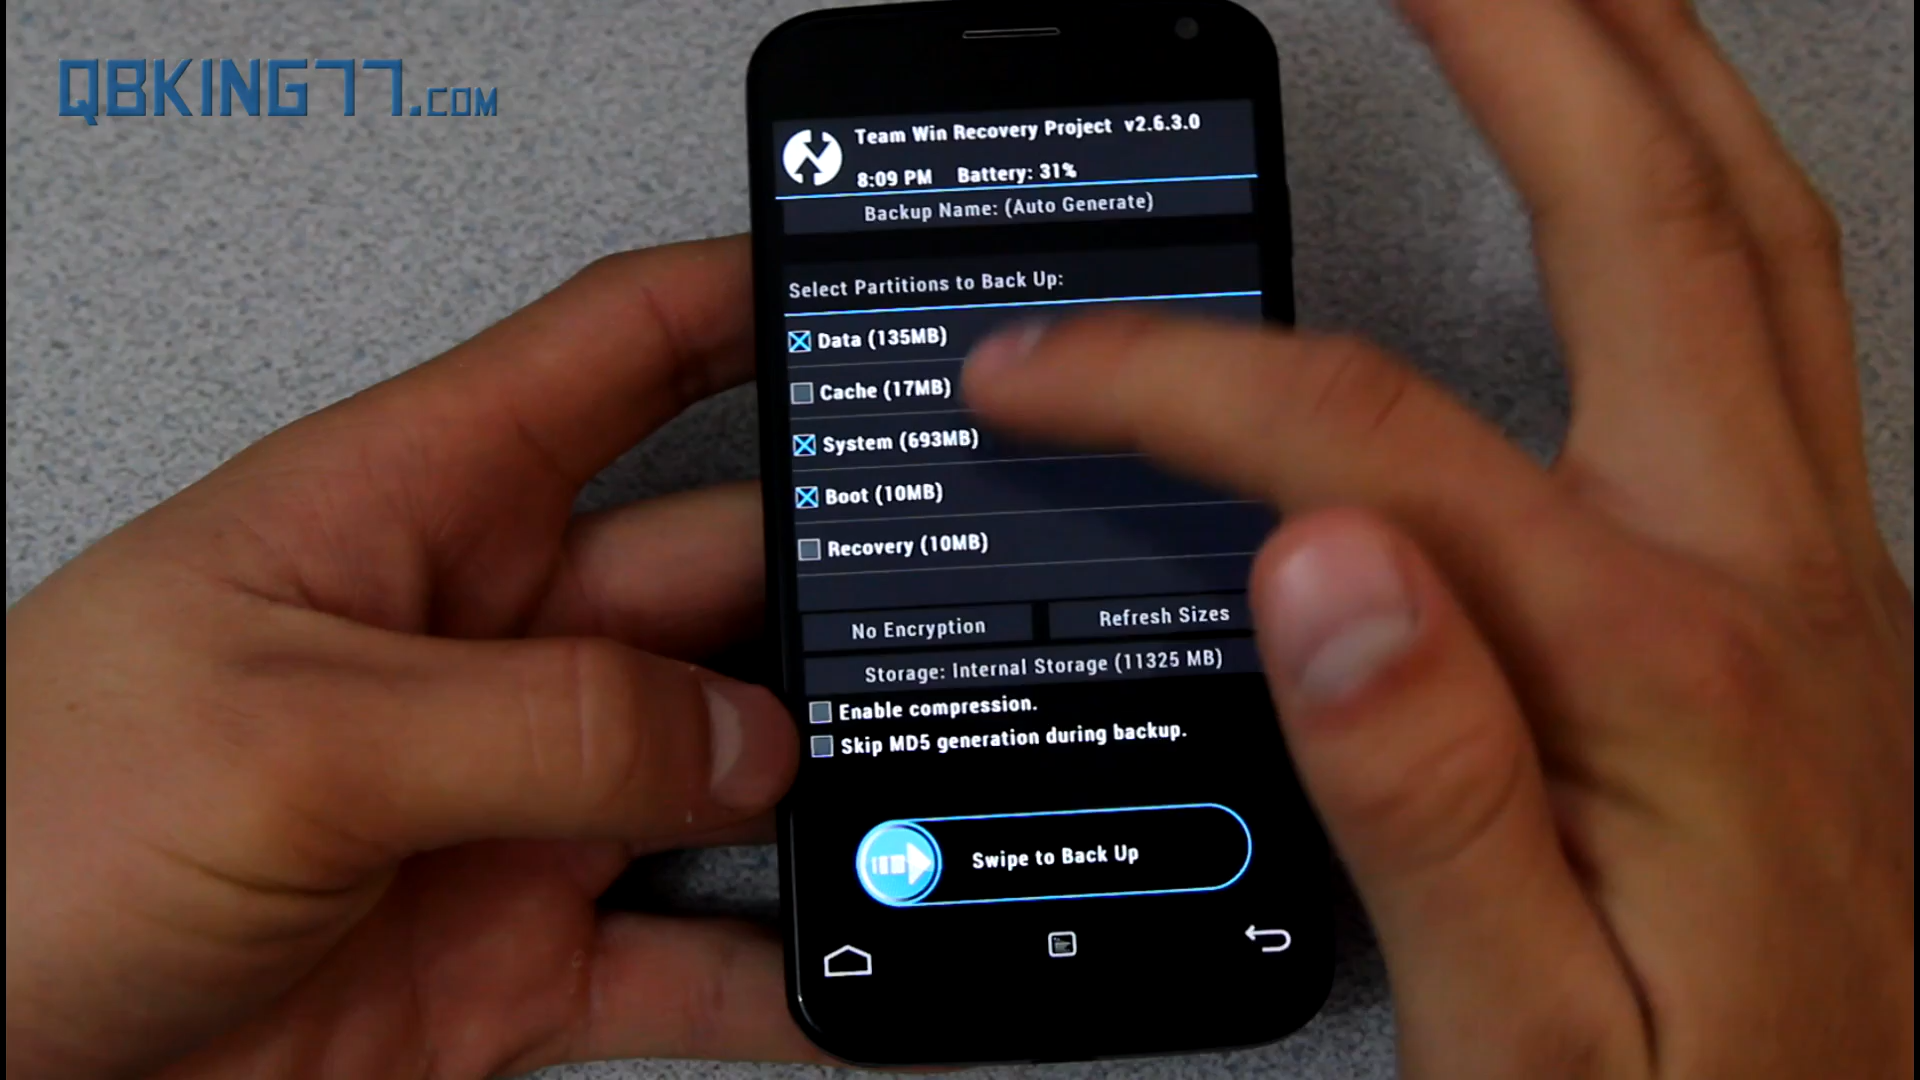 QBKING77.COM
Team Win Recovery Project v2.6.3.0
8:09 PM Battery: 31%
Backup Name: (Auto Generate)
Select Partitions to Back Up:
Data (135MB)
Cache (17MB)
System (693MB)
Boot (10MB)
Recovery (10MB)
No Encryption Refresh Sizes
Storage: Internal Storage (11325 MB)
Enable compression.
Skip MD5 generation during backup.
Swipe to Back Up